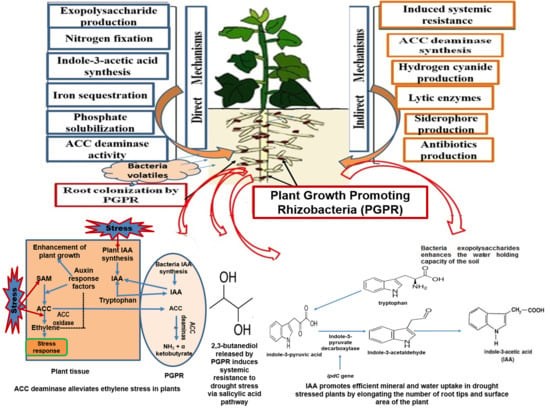 Exopolysaccharide
production
Nitrogen fixation
Indole-3-acetic acid
synthesis
Iron sequestration
Phosphate
solubilization
ACC deaminase
activity
Direct Mechanisms
Indirect Mechanisms
Induced systemic
resistance
ACC deaminase
synthesis
Hydrogen cyanide
production
Lytic enzymes
Siderophore
production
Antibiotics
production
Bacteria
volatiles
Root colonization by
PGPR
Plant Growth Promoting
Rhizobacteria (PGPR)
Stress
Stress
Enhancement of
plant growth
Plant IAA
synthesis
SAM
Auxin
response
factors
IAA
Tryptophan
ACC
ACC
oxidase
Ethylene
Stress
response
Plant tissue
Bacteria IAA
synthesis
IAA
ACC
NH₃ + α
ketobutyrate
PGPR
ACC deaminase alleviates ethylene stress in plants
OH
OH
2,3-butanediol
released by
PGPR induces
systemic
resistance to
drought stress
via salicylic acid
pathway
Bacteria exopolysaccharides
enhances the water holding
capacity of the soil
OH
NH₂
O
N
H
tryptophan
O
OH
O
N
H
indole-3-pyruvic acid
Indole-3-
pyruvate
decarboxylase
ipdC gene
O
N
H
Indole-3-acetaldehyde
COOH
N
H
indole-3-acetic acid
(IAA)
IAA promotes efficient mineral and water uptake in drought
stressed plants by elongating the number of root tips and surface
area of the plant